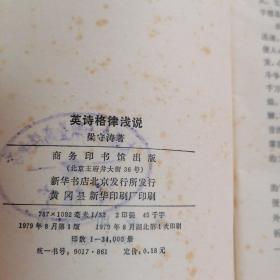 英诗格律浅说
梁守涛著
商务印书馆出版
(北京王府井大街36号)
新华书店北京发行所发行
黄冈县新华印刷厂印刷
787×1092毫米1/32 2印张 45千字
1979年8月第1版 1979年8月湖北第1次印刷
印数1—34,000册
统一书号:9017·861 定价:0.18元